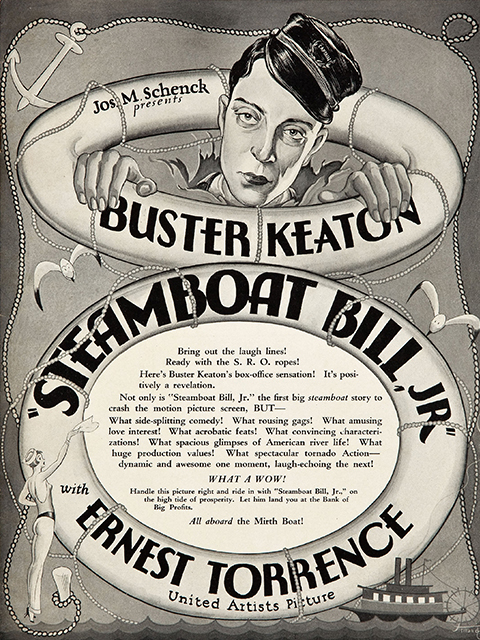 Jos. M. Schenck
presents
BUSTER KEATON
"STEAMBOAT BILL, JR."
Bring out the laugh lines!
Ready with the S. R. O. ropes!
Here's Buster Keaton's box-office sensation! It's posi-
tively a revelation.
Not only is "Steamboat Bill, Jr." the first big steamboat story to
crash the motion picture screen, BUT—
What side-splitting comedy! What rousing gags! What amusing
love interest! What acrobatic feats! What convincing characteri-
zations! What spacious glimpses of American river life! What
huge production values! What spectacular tornado Action—
dynamic and awesome one moment, laugh-echoing the next!
WHAT A WOW!
Handle this picture right and ride in with "Steamboat Bill, Jr.," on
the high tide of prosperity. Let him land you at the Bank of
Big Profits.
All aboard the Mirth Boat!
with
ERNEST TORRENCE
United Artists Picture